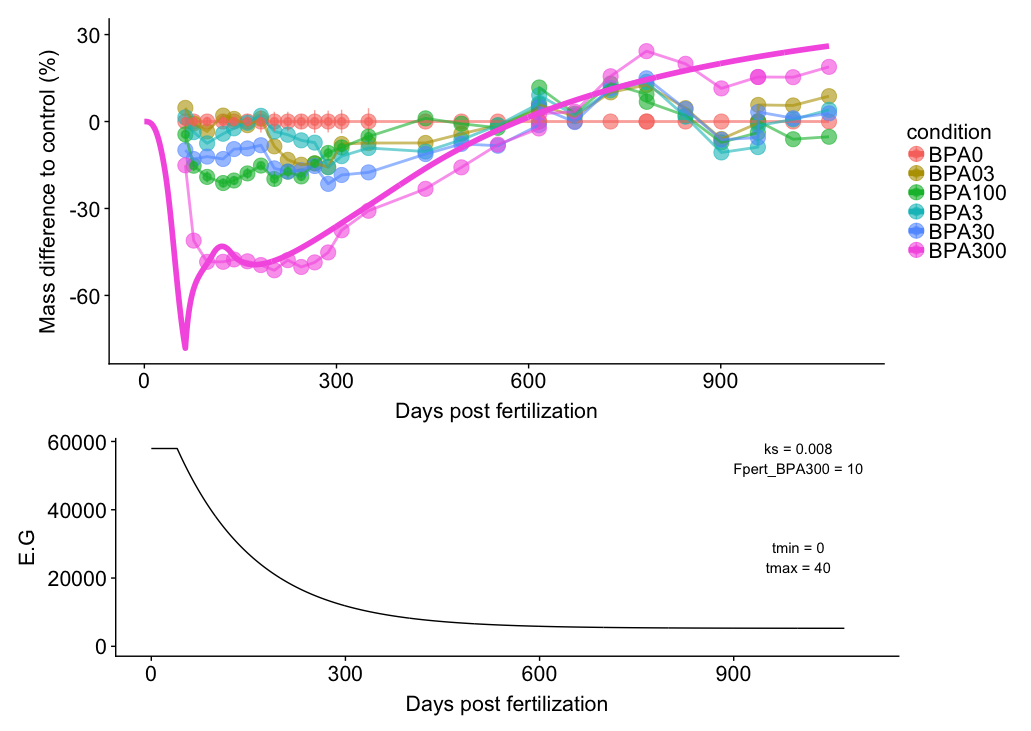 30
0
-30
-60
Mass difference to control (%)
0
300
600
900
Days post fertilization
condition
BPA0
BPA03
BPA100
BPA3
BPA30
BPA300
60000
40000
20000
0
E.G
ks = 0.008
Fpert_BPA300 = 10
tmin = 0
tmax = 40
0
300
600
900
Days post fertilization